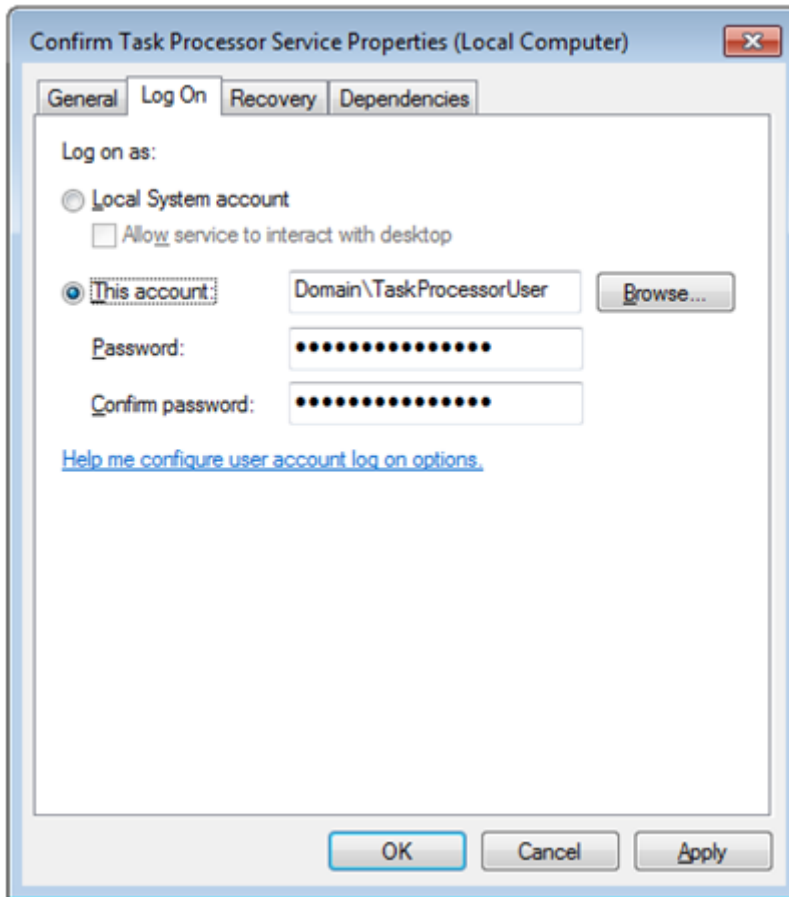 Confirm Task Processor Service Properties (Local Computer)
General Log On Recovery Dependencies
Log on as:
Local System account
Allow service to interact with desktop
This account: Domain\TaskProcessorUser Browse...
Password: •••••••••••••••
Confirm password: •••••••••••••••
Help me configure user account log on options.
OK Cancel Apply